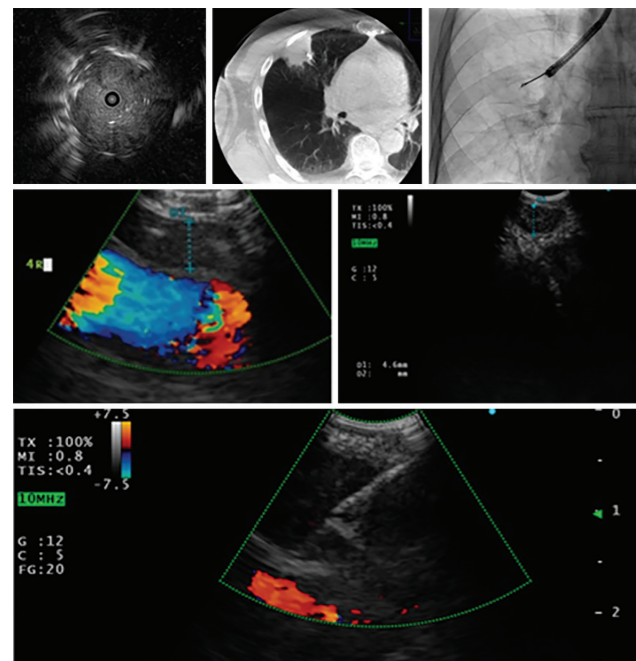 4R
TX :100%
MI :0.8
TIS:<0.4
10MHz
G :12
C : 5
D1: 4.6mm
D2: mm
+7.5
-7.5
TX :100%
MI :0.8
TIS:<0.4
10MHz
G :12
C : 5
FG:20
0
1
2